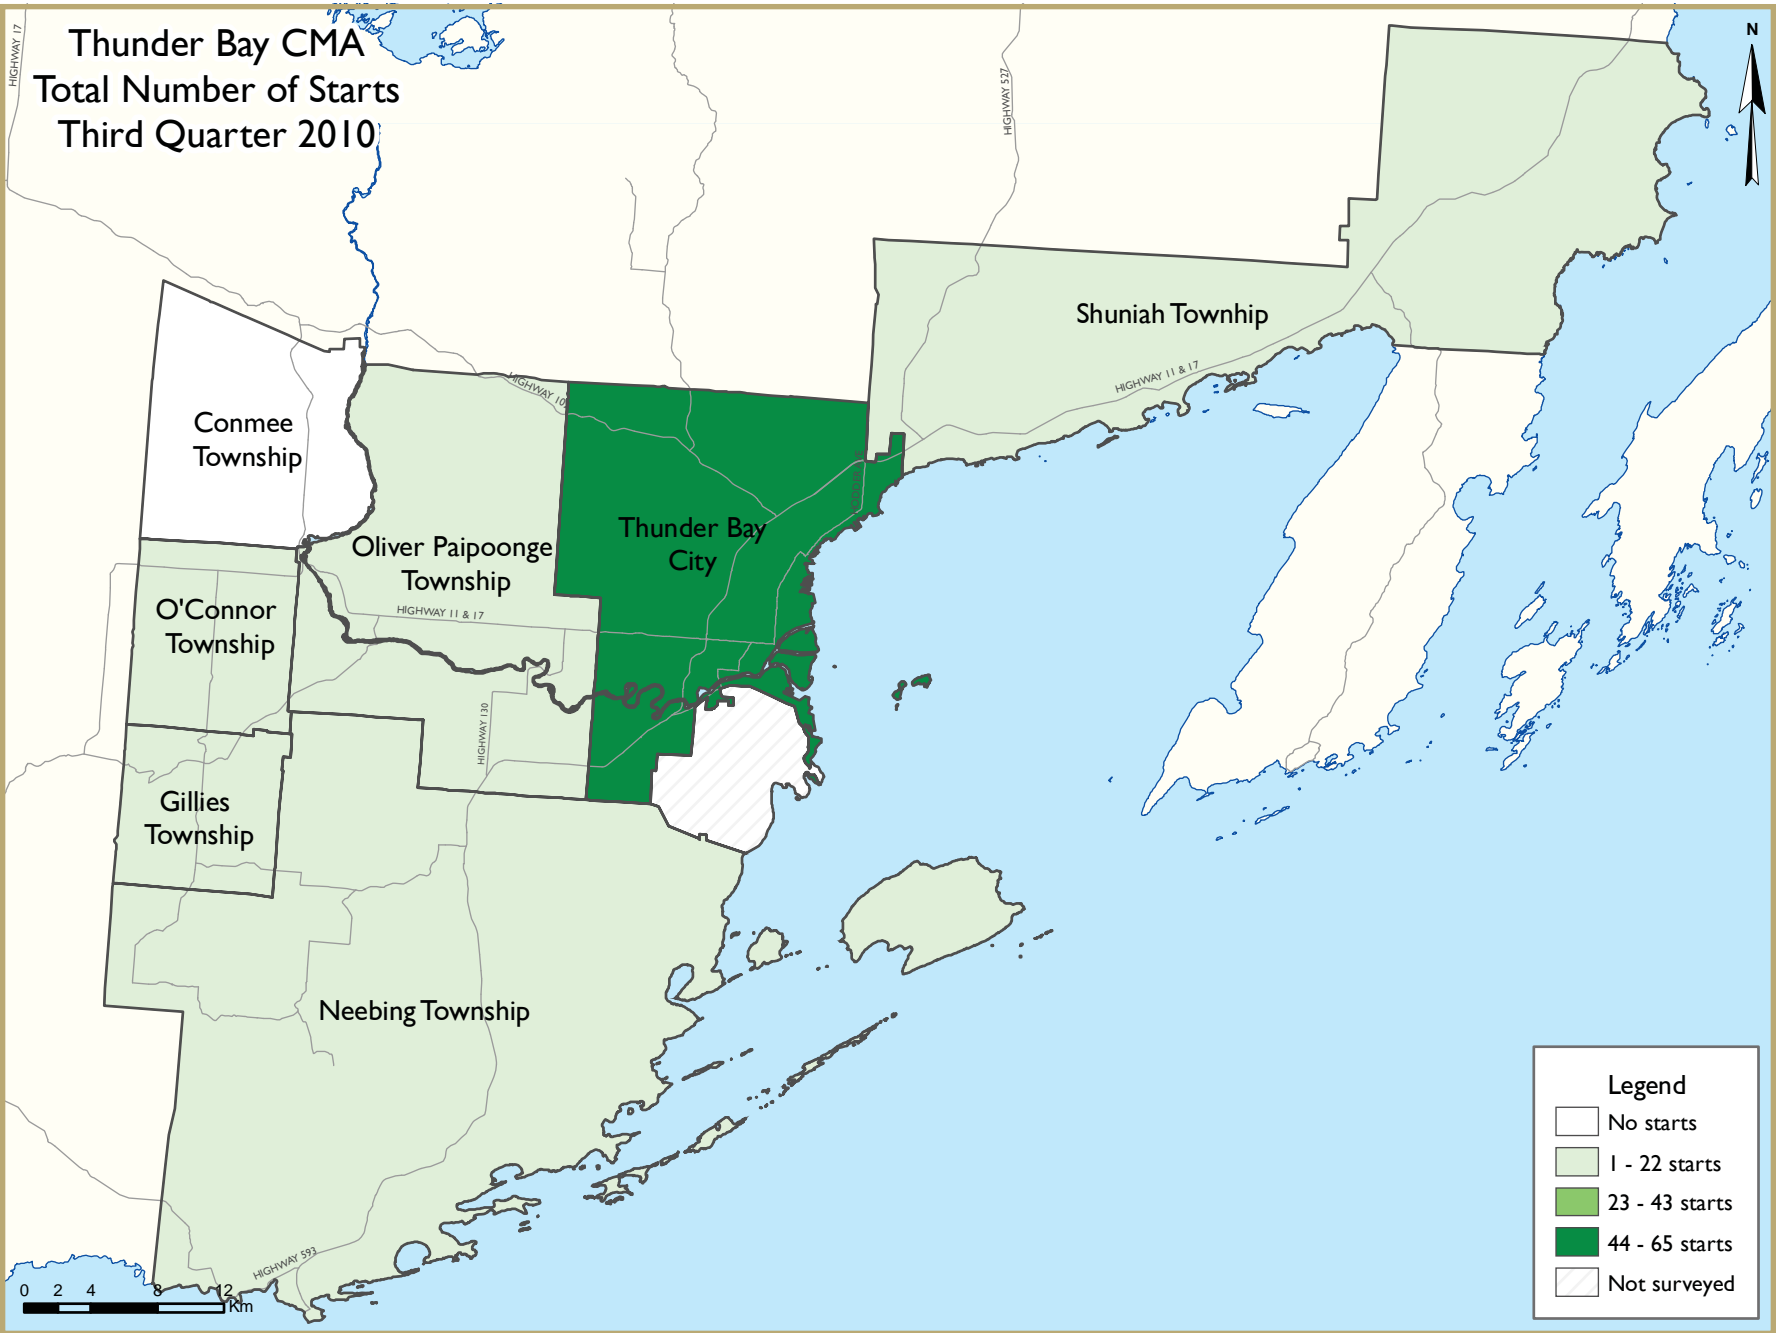 Thunder Bay CMA
Total Number of Starts
Third Quarter 2010
N
HIGHWAY 17
HIGHWAY 527
Shuniah Townhip
HIGHWAY 11 & 17
HIGHWAY 10
Conmee
Township
Thunder Bay
City
Oliver Paipoonge
Township
HIGHWAY 11 & 17
O'Connor
Township
HIGHWAY 130
Gillies
Township
Neebing Township
HIGHWAY 593
Legend
No starts
1 - 22 starts
23 - 43 starts
44 - 65 starts
Not surveyed
0 2 4 8 12
Km